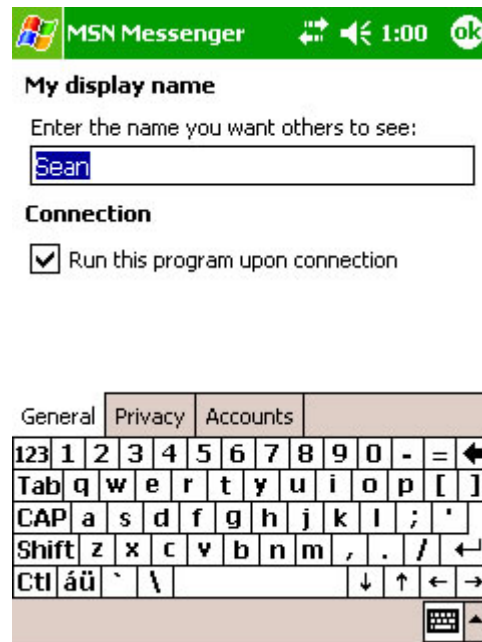 MSN Messenger 1:00 ok
My display name
Enter the name you want others to see:
Sean
Connection
Run this program upon connection
General Privacy Accounts
123 1 2 3 4 5 6 7 8 9 0 - =
Tab q w e r t y u i o p [ ]
CAP a s d f g h j k l ; '
Shift z x c v b n m , . /
Ctl áü ` \